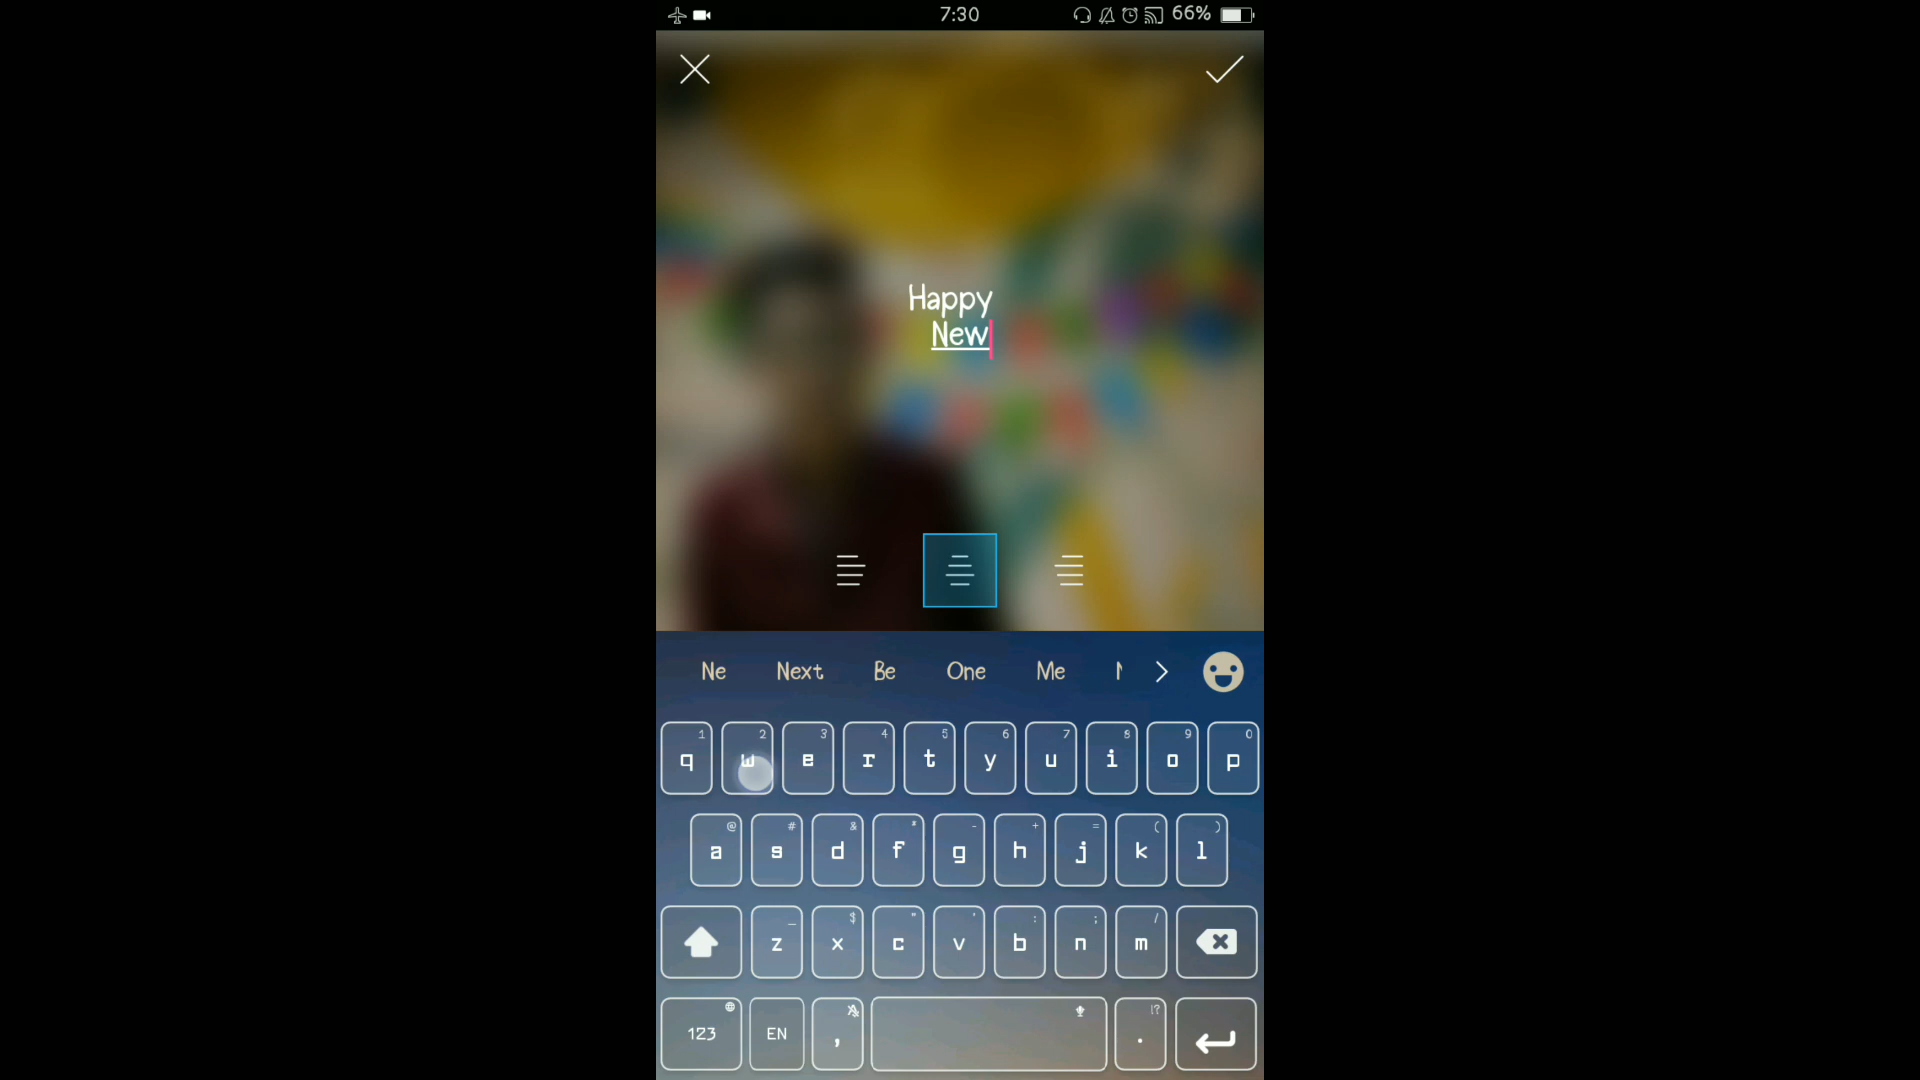 7:30 66%
Happy
New
Ne Next Be One Me
1 2 3 4 5 6 7 8 9 0
q w e r t y u i o p
@ # & * - + = ( )
a s d f g h j k l
_ $ " ' : ; /
z x c v b n m
!?
123 EN , .